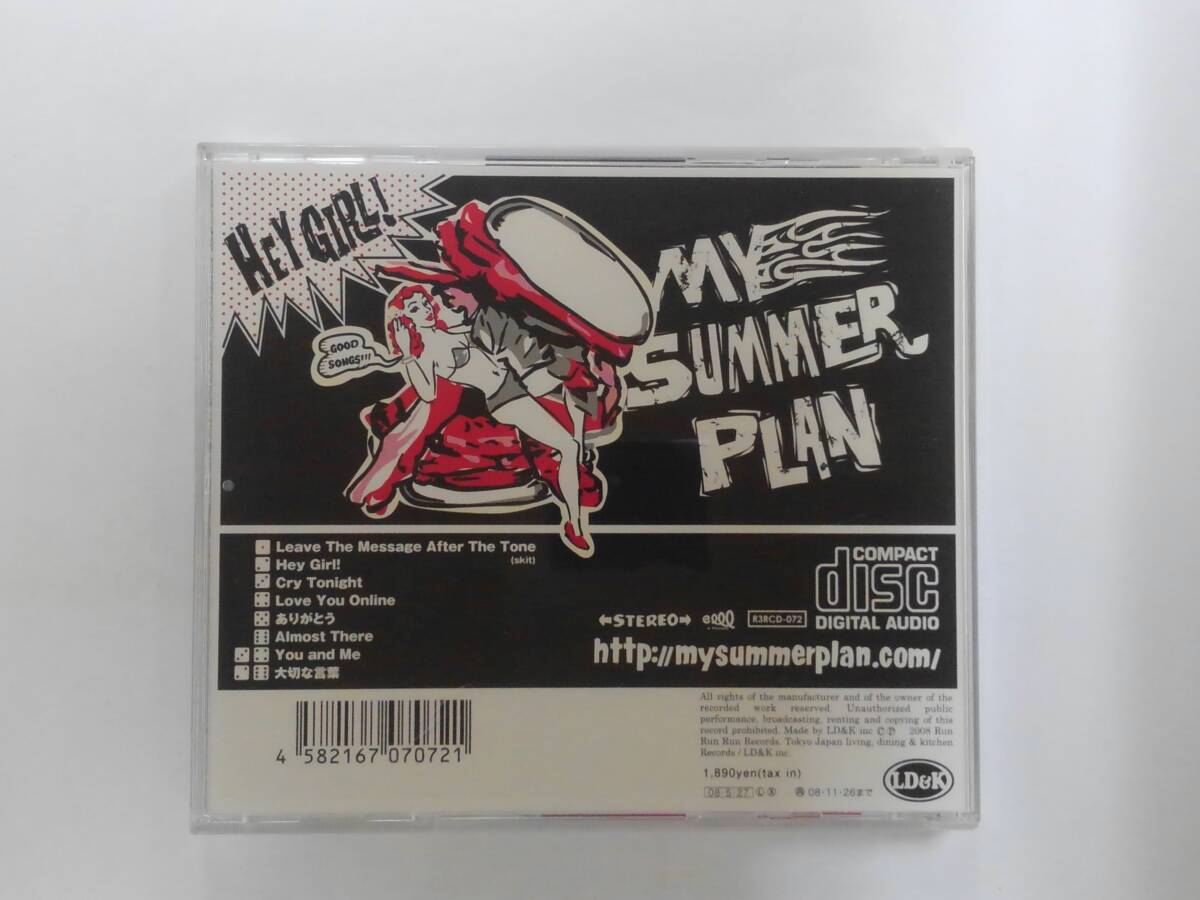 HEY GIRL!
GOOD
SONGS!!!
MY
SUMMER
PLAN
Leave The Message After The Tone
(skit)
Hey Girl!
Cry Tonight
Love You Online
ありがとう
Almost There
You and Me
大切な言葉
COMPACT
disc
DIGITAL AUDIO
STEREO
R3RCD-072
http://mysummerplan.com/
4 582167 070721
All rights of the manufacturer and of the owner of the
recorded work reserved. Unauthorized public
performance, broadcasting, renting and copying of this
record prohibited. Made by LD&K inc Ⓒ Ⓟ 2008 Run
Run Run Records. Tokyo Japan living, dining & kitchen
Records / LD&K inc.
1,890yen(tax in)
08·5·27 Ⓛ Ⓧ 08·11·26まで
LD&K